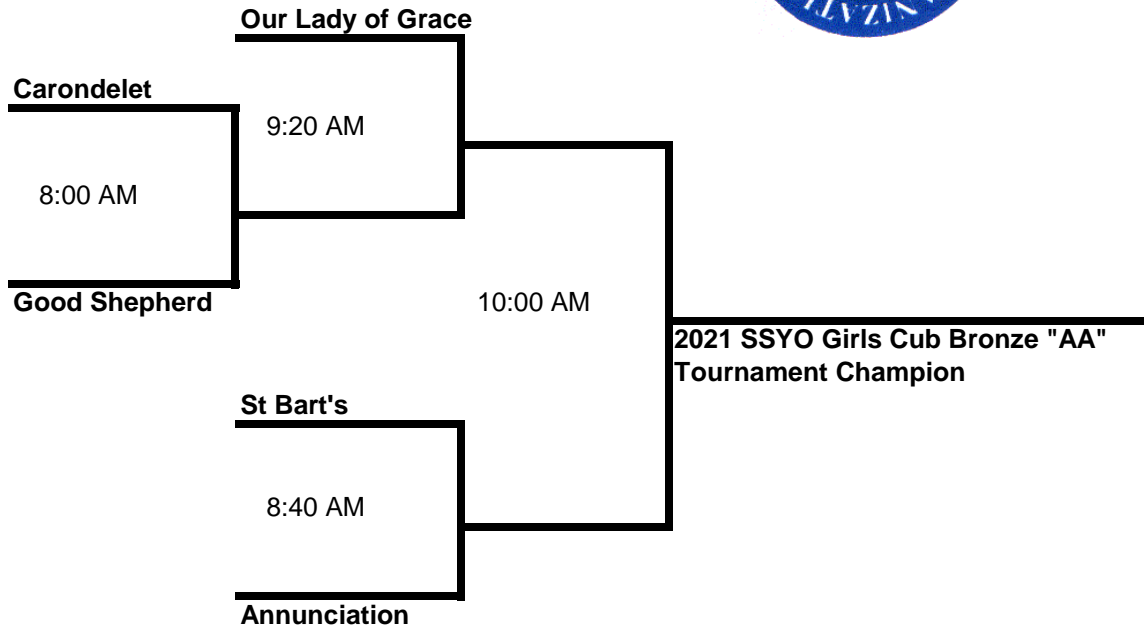 Our Lady of Grace
Carondelet
9:20 AM
8:00 AM
Good Shepherd
10:00 AM
2021 SSYO Girls Cub Bronze "AA"
Tournament Champion
St Bart's
8:40 AM
Annunciation